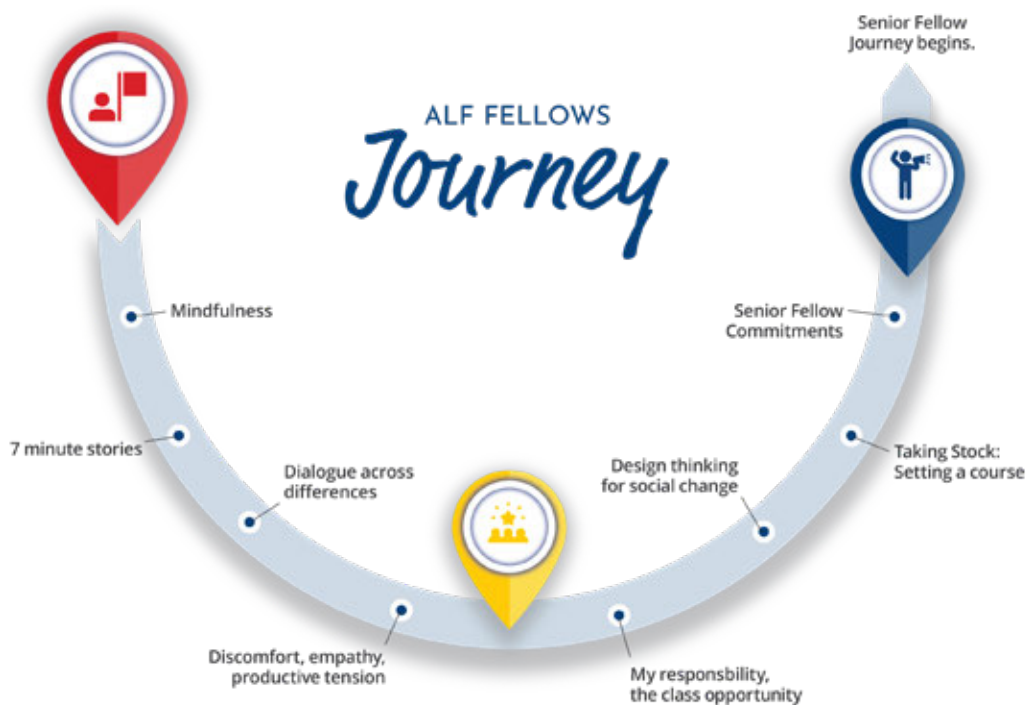 Senior Fellow
Journey begins.
ALF FELLOWS
Journey
Mindfulness
Senior Fellow
Commitments
7 minute stories
Taking Stock:
Setting a course
Dialogue across
differences
Design thinking
for social change
Discomfort, empathy,
productive tension
My responsbility,
the class opportunity